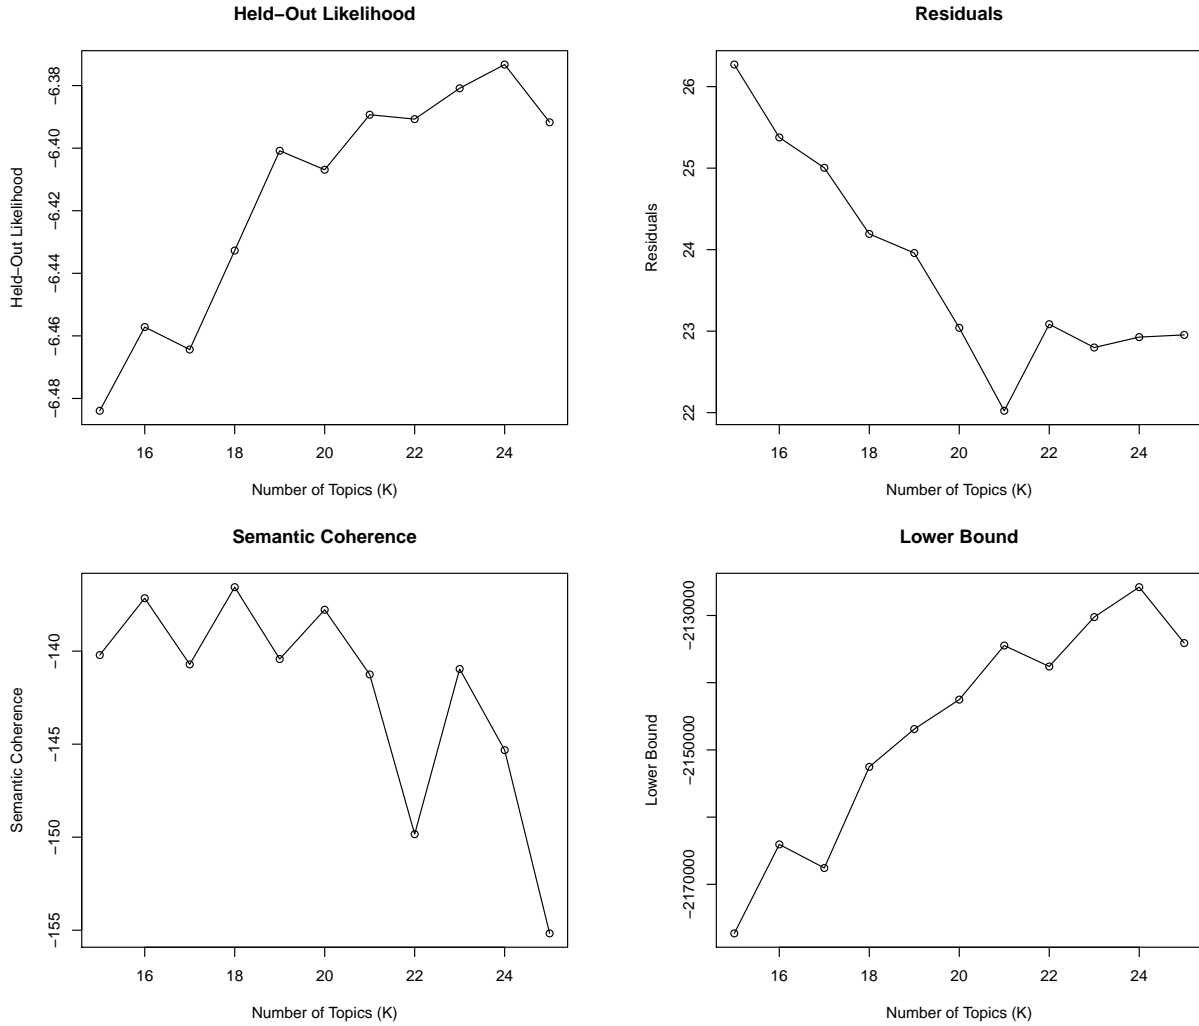 Held−Out Likelihood
Held−Out Likelihood
−6.48 −6.46 −6.44 −6.42 −6.40 −6.38
16 18 20 22 24
Number of Topics (K)
Residuals
Residuals
22 23 24 25 26
16 18 20 22 24
Number of Topics (K)
Semantic Coherence
Semantic Coherence
−155 −150 −145 −140
16 18 20 22 24
Number of Topics (K)
Lower Bound
Lower Bound
−2170000 −2150000 −2130000
16 18 20 22 24
Number of Topics (K)